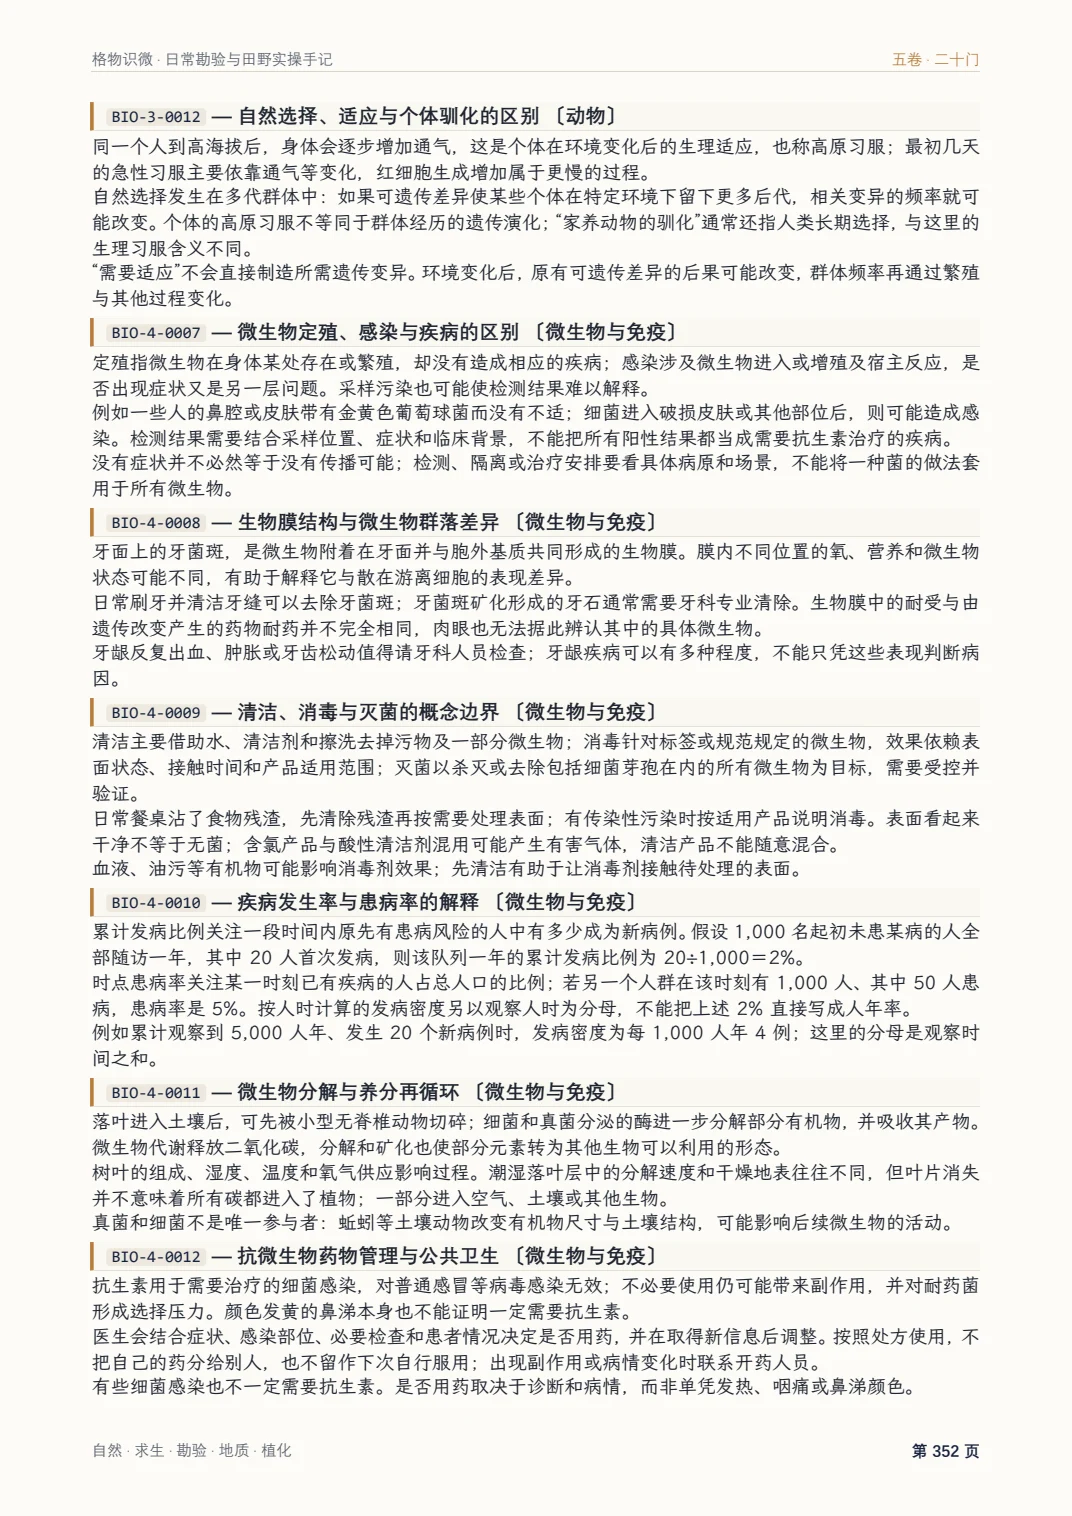 格物识微 · 日常勘验与田野实操手记
五卷 · 二十门
BIO-3-0012 — 自然选择、适应与个体驯化的区别 〔动物〕
同一个人到高海拔后，身体会逐步增加通气，这是个体在环境变化后的生理适应，也称高原习服；最初几天
的急性习服主要依靠通气等变化，红细胞生成增加属于更慢的过程。
自然选择发生在多代群体中：如果可遗传差异使某些个体在特定环境下留下更多后代，相关变异的频率就可
能改变。个体的高原习服不等同于群体经历的遗传演化；“家养动物的驯化”通常还指人类长期选择，与这里的
生理习服含义不同。
“需要适应”不会直接制造所需遗传变异。环境变化后，原有可遗传差异的后果可能改变，群体频率再通过繁殖
与其他过程变化。
BIO-4-0007 — 微生物定殖、感染与疾病的区别 〔微生物与免疫〕
定殖指微生物在身体某处存在或繁殖，却没有造成相应的疾病；感染涉及微生物进入或增殖及宿主反应，是
否出现症状又是另一层问题。采样污染也可能使检测结果难以解释。
例如一些人的鼻腔或皮肤带有金黄色葡萄球菌而没有不适；细菌进入破损皮肤或其他部位后，则可能造成感
染。检测结果需要结合采样位置、症状和临床背景，不能把所有阳性结果都当成需要抗生素治疗的疾病。
没有症状并不必然等于没有传播可能；检测、隔离或治疗安排要看具体病原和场景，不能将一种菌的做法套
用于所有微生物。
BIO-4-0008 — 生物膜结构与微生物群落差异 〔微生物与免疫〕
牙面上的牙菌斑，是微生物附着在牙面并与胞外基质共同形成的生物膜。膜内不同位置的氧、营养和微生物
状态可能不同，有助于解释它与散在游离细胞的表现差异。
日常刷牙并清洁牙缝可以去除牙菌斑；牙菌斑矿化形成的牙石通常需要牙科专业清除。生物膜中的耐受与由
遗传改变产生的药物耐药并不完全相同，肉眼也无法据此辨认其中的具体微生物。
牙龈反复出血、肿胀或牙齿松动值得请牙科人员检查；牙龈疾病可以有多种程度，不能只凭这些表现判断病
因。
BIO-4-0009 — 清洁、消毒与灭菌的概念边界 〔微生物与免疫〕
清洁主要借助水、清洁剂和擦洗去掉污物及一部分微生物；消毒针对标签或规范规定的微生物，效果依赖表
面状态、接触时间和产品适用范围；灭菌以杀灭或去除包括细菌芽孢在内的所有微生物为目标，需要受控并
验证。
日常餐桌沾了食物残渣，先清除残渣再按需要处理表面；有传染性污染时按适用产品说明消毒。表面看起来
干净不等于无菌；含氯产品与酸性清洁剂混用可能产生有害气体，清洁产品不能随意混合。
血液、油污等有机物可能影响消毒剂效果；先清洁有助于让消毒剂接触待处理的表面。
BIO-4-0010 — 疾病发生率与患病率的解释 〔微生物与免疫〕
累计发病比例关注一段时间内原先有患病风险的人中有多少成为新病例。假设 1,000 名起初未患某病的人全
部随访一年，其中 20 人首次发病，则该队列一年的累计发病比例为 20÷1,000＝2%。
时点患病率关注某一时刻已有疾病的人占总人口的比例；若另一个人群在该时刻有 1,000 人、其中 50 人患
病，患病率是 5%。按人时计算的发病密度另以观察人时为分母，不能把上述 2% 直接写成人年率。
例如累计观察到 5,000 人年、发生 20 个新病例时，发病密度为每 1,000 人年 4 例；这里的分母是观察时
间之和。
BIO-4-0011 — 微生物分解与养分再循环 〔微生物与免疫〕
落叶进入土壤后，可先被小型无脊椎动物切碎；细菌和真菌分泌的酶进一步分解部分有机物，并吸收其产物。
微生物代谢释放二氧化碳，分解和矿化也使部分元素转为其他生物可以利用的形态。
树叶的组成、湿度、温度和氧气供应影响过程。潮湿落叶层中的分解速度和干燥地表往往不同，但叶片消失
并不意味着所有碳都进入了植物；一部分进入空气、土壤或其他生物。
真菌和细菌不是唯一参与者：蚯蚓等土壤动物改变有机物尺寸与土壤结构，可能影响后续微生物的活动。
BIO-4-0012 — 抗微生物药物管理与公共卫生 〔微生物与免疫〕
抗生素用于需要治疗的细菌感染，对普通感冒等病毒感染无效；不必要使用仍可能带来副作用，并对耐药菌
形成选择压力。颜色发黄的鼻涕本身也不能证明一定需要抗生素。
医生会结合症状、感染部位、必要检查和患者情况决定是否用药，并在取得新信息后调整。按照处方使用，不
把自己的药分给别人，也不留作下次自行服用；出现副作用或病情变化时联系开药人员。
有些细菌感染也不一定需要抗生素。是否用药取决于诊断和病情，而非单凭发热、咽痛或鼻涕颜色。
自然 · 求生 · 勘验 · 地质 · 植化
第 352 页